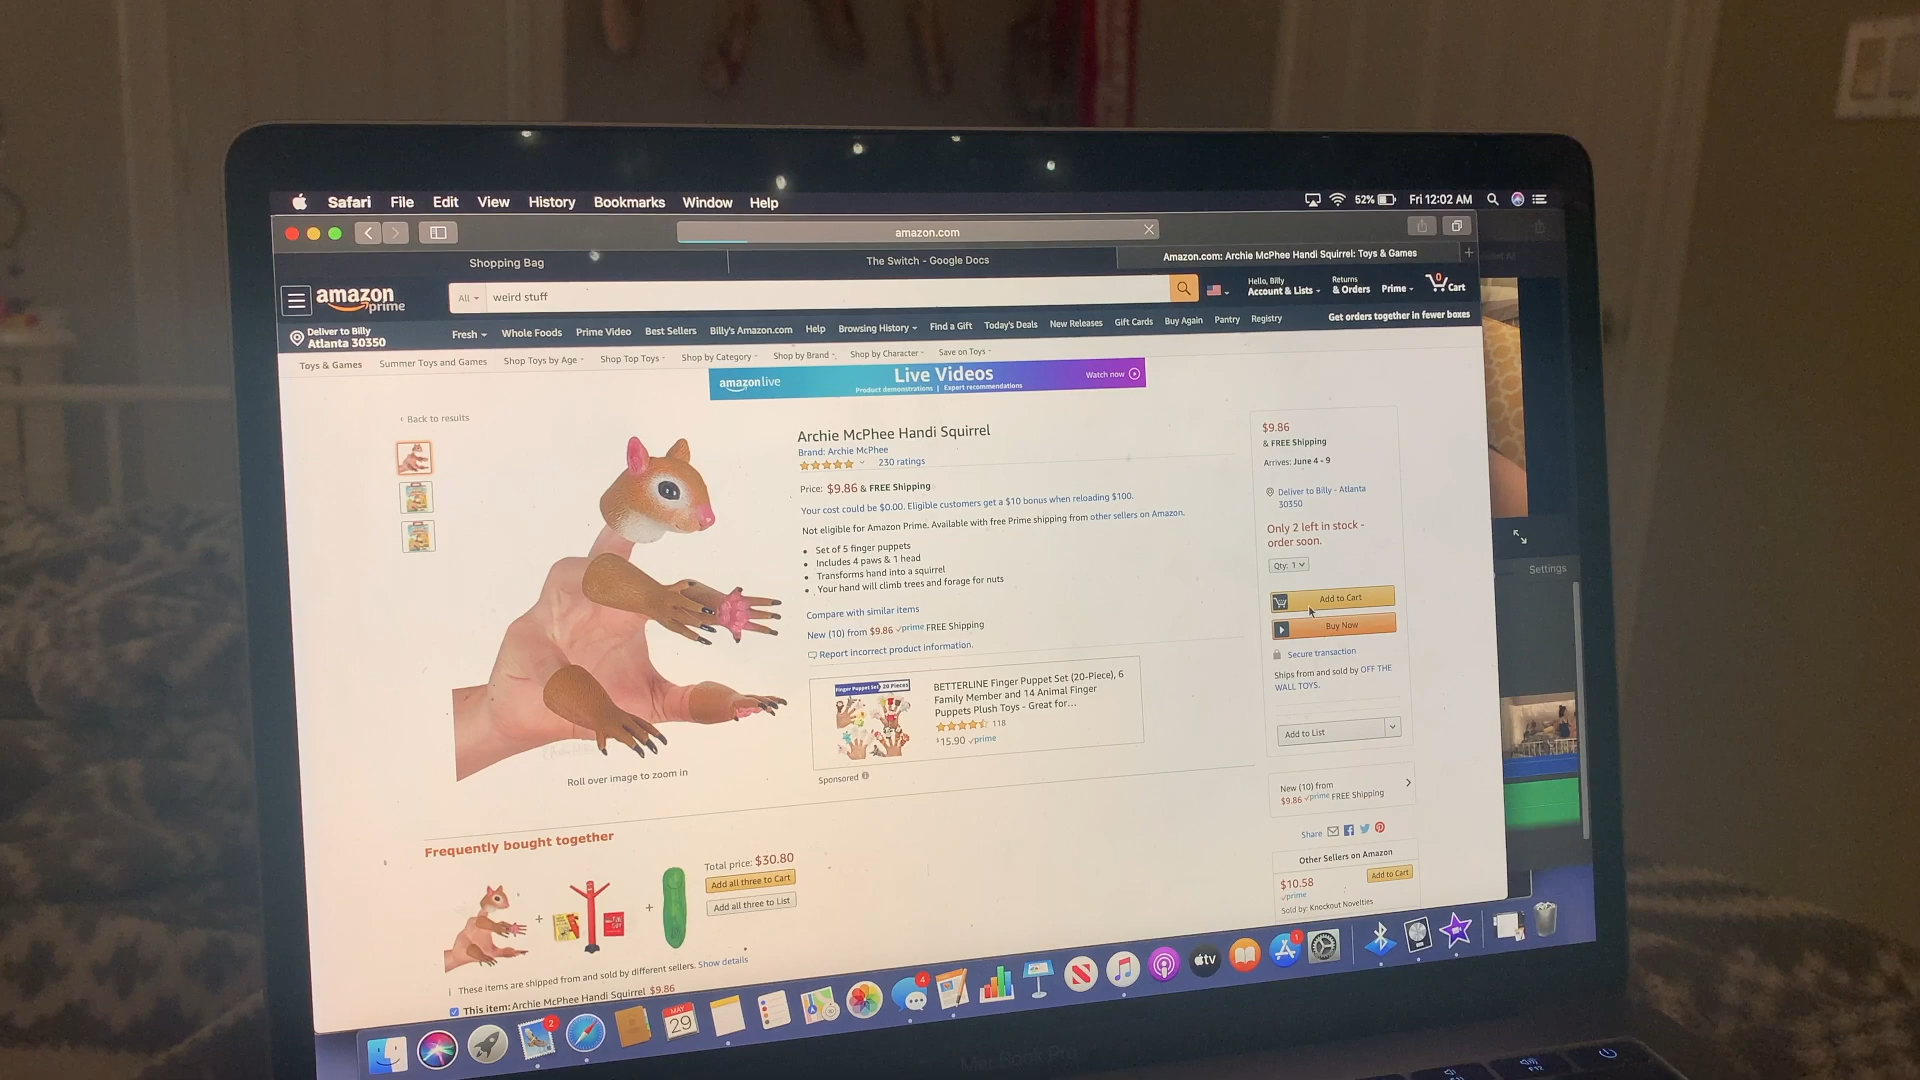 Safari File Edit View History Bookmarks Window Help 52% Fri 12:02 AM
amazon.com
Shopping Bag The Switch - Google Docs Amazon.com: Archie McPhee Handi Squirrel: Toys & Games
amazon prime
All weird stuff
Hello, Billy
Account & Lists
Returns
& Orders
Prime
0
Cart
Deliver to Billy
Atlanta 30350
Fresh Whole Foods Prime Video Best Sellers Billy's Amazon.com Help Browsing History Find a Gift Today's Deals New Releases Gift Cards Buy Again Pantry Registry
Get orders together in fewer boxes
Toys & Games Summer Toys and Games Shop Toys by Age Shop Top Toys Shop by Category Shop by Brand Shop by Character Save on Toys
amazon live
Live Videos
Product demonstrations | Expert recommendations
Watch now
‹ Back to results
Archie McPhee Handi Squirrel
Brand: Archie McPhee
230 ratings
Price: $9.86 & FREE Shipping
Your cost could be $0.00. Eligible customers get a $10 bonus when reloading $100.
Not eligible for Amazon Prime. Available with free Prime shipping from other sellers on Amazon.
• Set of 5 finger puppets
• Includes 4 paws & 1 head
• Transforms hand into a squirrel
• Your hand will climb trees and forage for nuts
Compare with similar items
New (10) from $9.86 prime FREE Shipping
Report incorrect product information.
Finger Puppet Set 20 Pieces
BETTERLINE Finger Puppet Set (20-Piece), 6
Family Member and 14 Animal Finger
Puppets Plush Toys - Great for...
118
$15.90 prime
Sponsored
Roll over image to zoom in
$9.86
& FREE Shipping
Arrives: June 4 - 9
Deliver to Billy - Atlanta
30350
Only 2 left in stock -
order soon.
Qty: 1
Add to Cart
Buy Now
Secure transaction
Ships from and sold by OFF THE
WALL TOYS.
Add to List
New (10) from
$9.86 prime FREE Shipping
Share
Other Sellers on Amazon
$10.58
prime
Add to Cart
Sold by: Knockout Novelties
Settings
Frequently bought together
+ +
Total price: $30.80
Add all three to Cart
Add all three to List
i These items are shipped from and sold by different sellers. Show details
This item: Archie McPhee Handi Squirrel $9.86
2
MAY
29
4
tv
1
MacBook Pro
F12